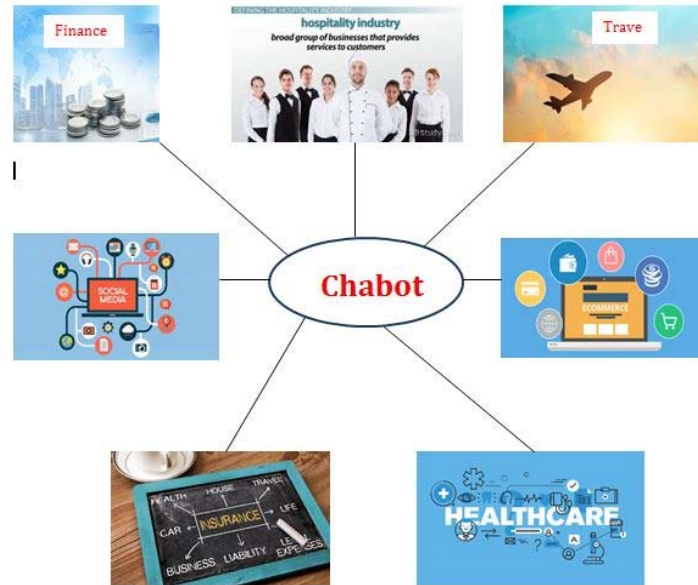 Finance
DEFINING THE HOSPITALITY INDUSTRY
hospitality industry
broad group of businesses that provides
services to customers
Trave
SOCIAL
MEDIA
Chabot
ECOMMERCE
HEALTH
HOUSE
TRAVEL
CAR
INSURANCE
LIFE
BUSINESS
LIABILITY
EXPENSES
HEALTHCARE